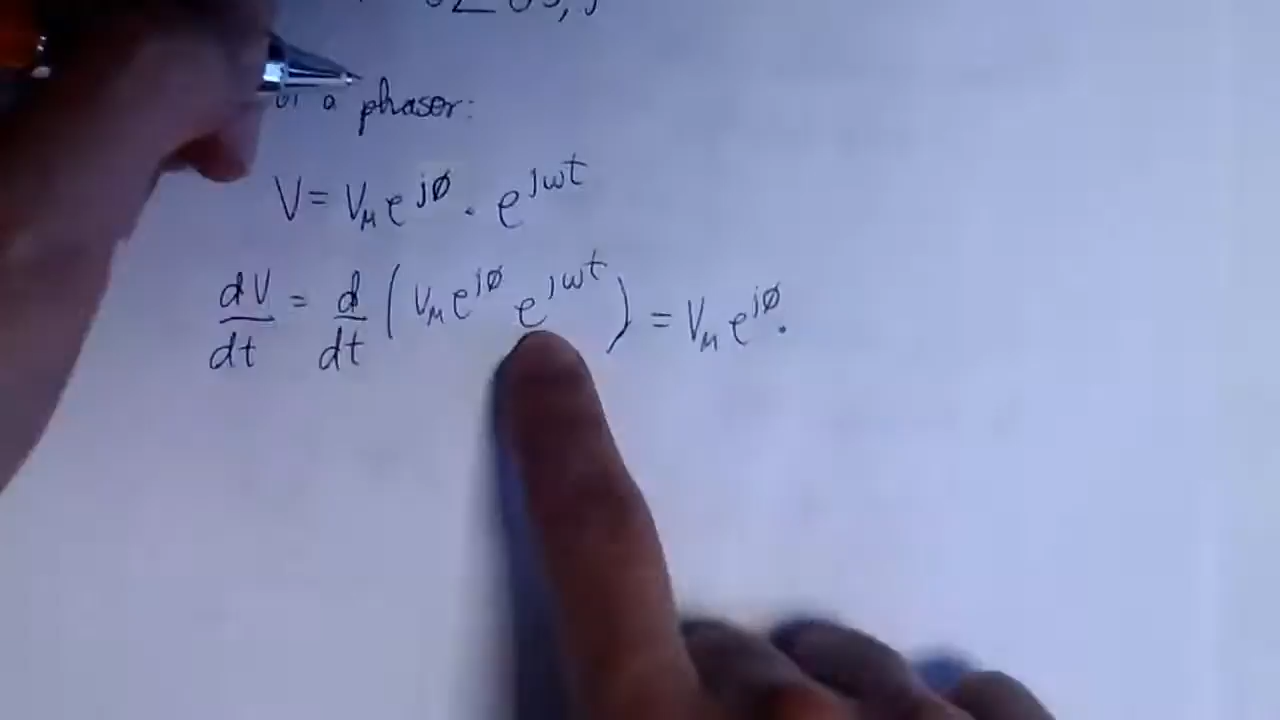 a phasor:
V = V_M e^{jø} · e^{jωt}
dV/dt = d/dt ( V_M e^{jø} e^{jωt} ) = V_M e^{jø} ·